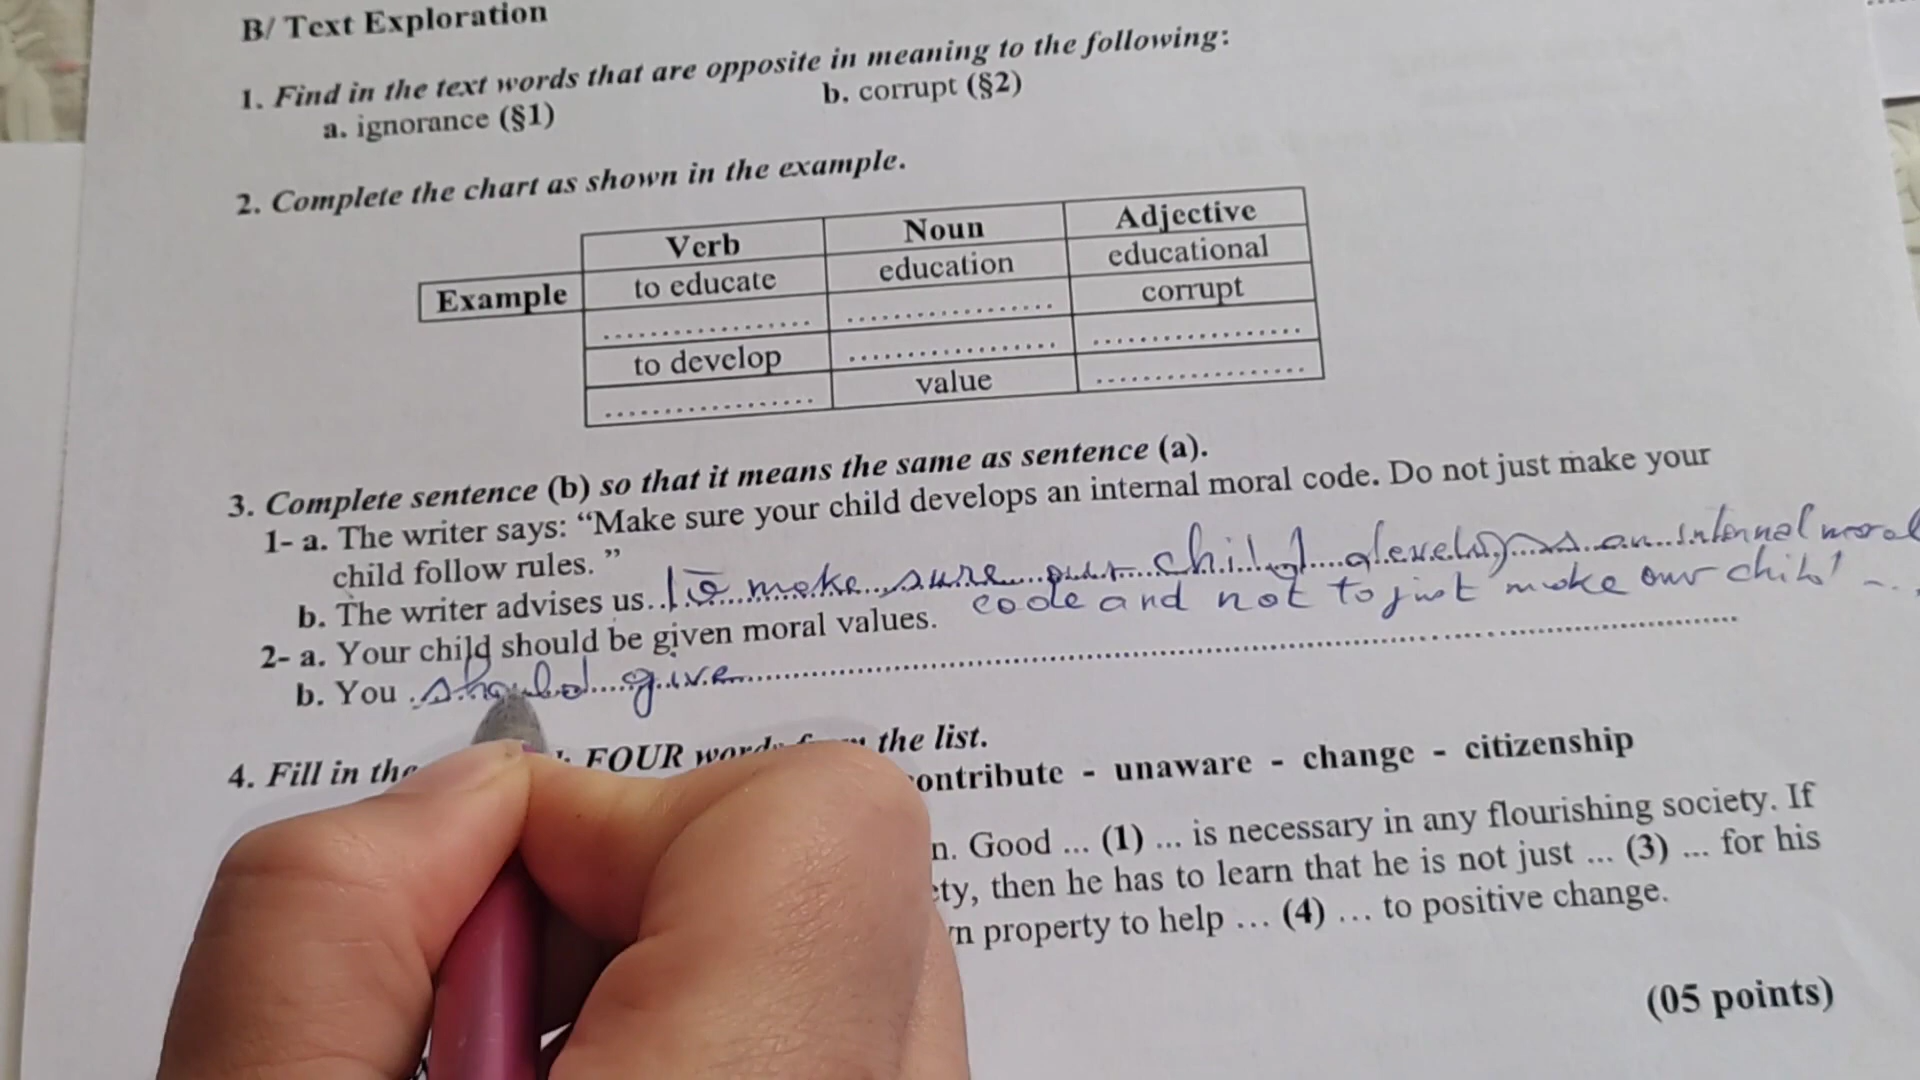 B/ Text Exploration
1. Find in the text words that are opposite in meaning to the following:
a. ignorance (§1) b. corrupt (§2)
2. Complete the chart as shown in the example.
Verb Noun Adjective
Example to educate education educational
.................. .................. corrupt
to develop .................. ..................
.................. value ..................
3. Complete sentence (b) so that it means the same as sentence (a).
1- a. The writer says: “Make sure your child develops an internal moral code. Do not just make your
child follow rules. ”
b. The writer advises us to make sure our child develops an internal moral
code and not to just make our child ...
2- a. Your child should be given moral values.
b. You should give
4. Fill in the FOUR words from the list.
contribute - unaware - change - citizenship
n. Good ... (1) ... is necessary in any flourishing society. If
ety, then he has to learn that he is not just ... (3) ... for his
n property to help ... (4) ... to positive change.
(05 points)